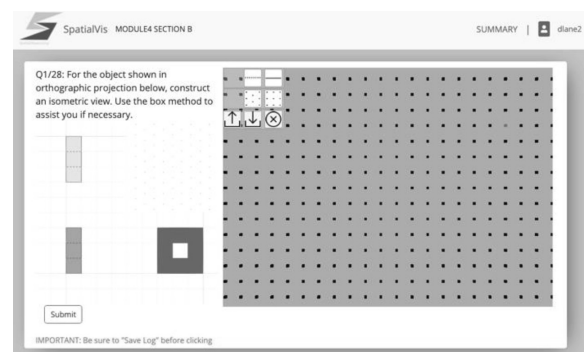 SpatialVis MODULE4 SECTION B
SUMMARY | dlane2
Q1/28: For the object shown in
orthographic projection below, construct
an isometric view. Use the box method to
assist you if necessary.
Submit
IMPORTANT: Be sure to "Save Log" before clicking